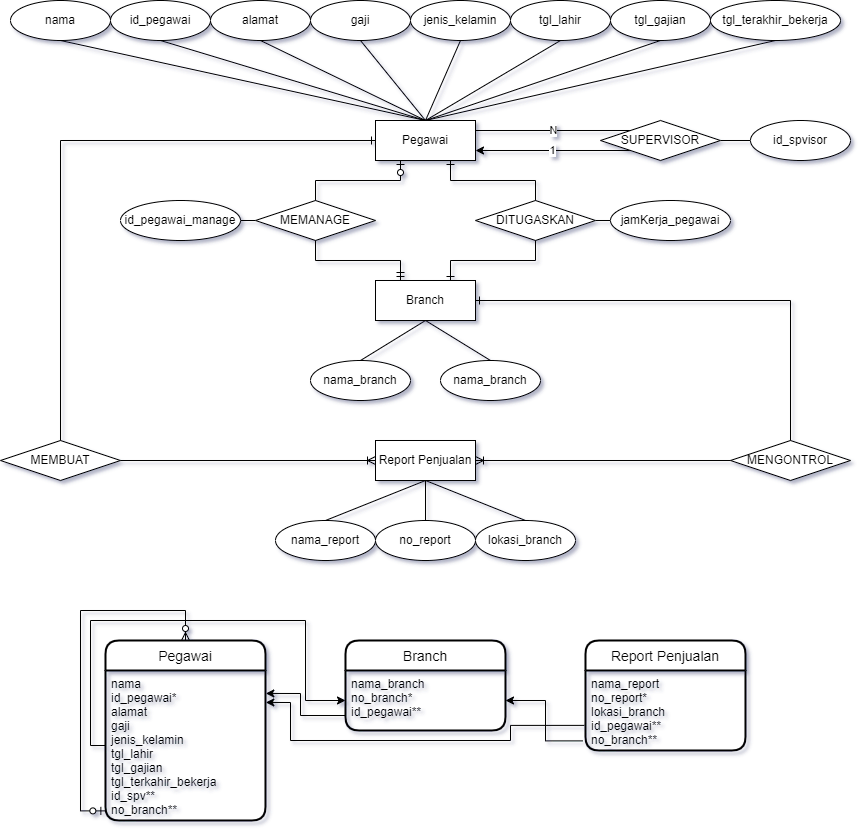 nama
id_pegawai
alamat
gaji
jenis_kelamin
tgl_lahir
tgl_gajian
tgl_terakhir_bekerja
Pegawai
N
1
SUPERVISOR
id_spvisor
id_pegawai_manage
MEMANAGE
DITUGASKAN
jamKerja_pegawai
Branch
nama_branch
nama_branch
MEMBUAT
Report Penjualan
MENGONTROL
nama_report
no_report
lokasi_branch
Pegawai
nama
id_pegawai*
alamat
gaji
jenis_kelamin
tgl_lahir
tgl_gajian
tgl_terkahir_bekerja
id_spv**
no_branch**
Branch
nama_branch
no_branch*
id_pegawai**
Report Penjualan
nama_report
no_report*
lokasi_branch
id_pegawai**
no_branch**